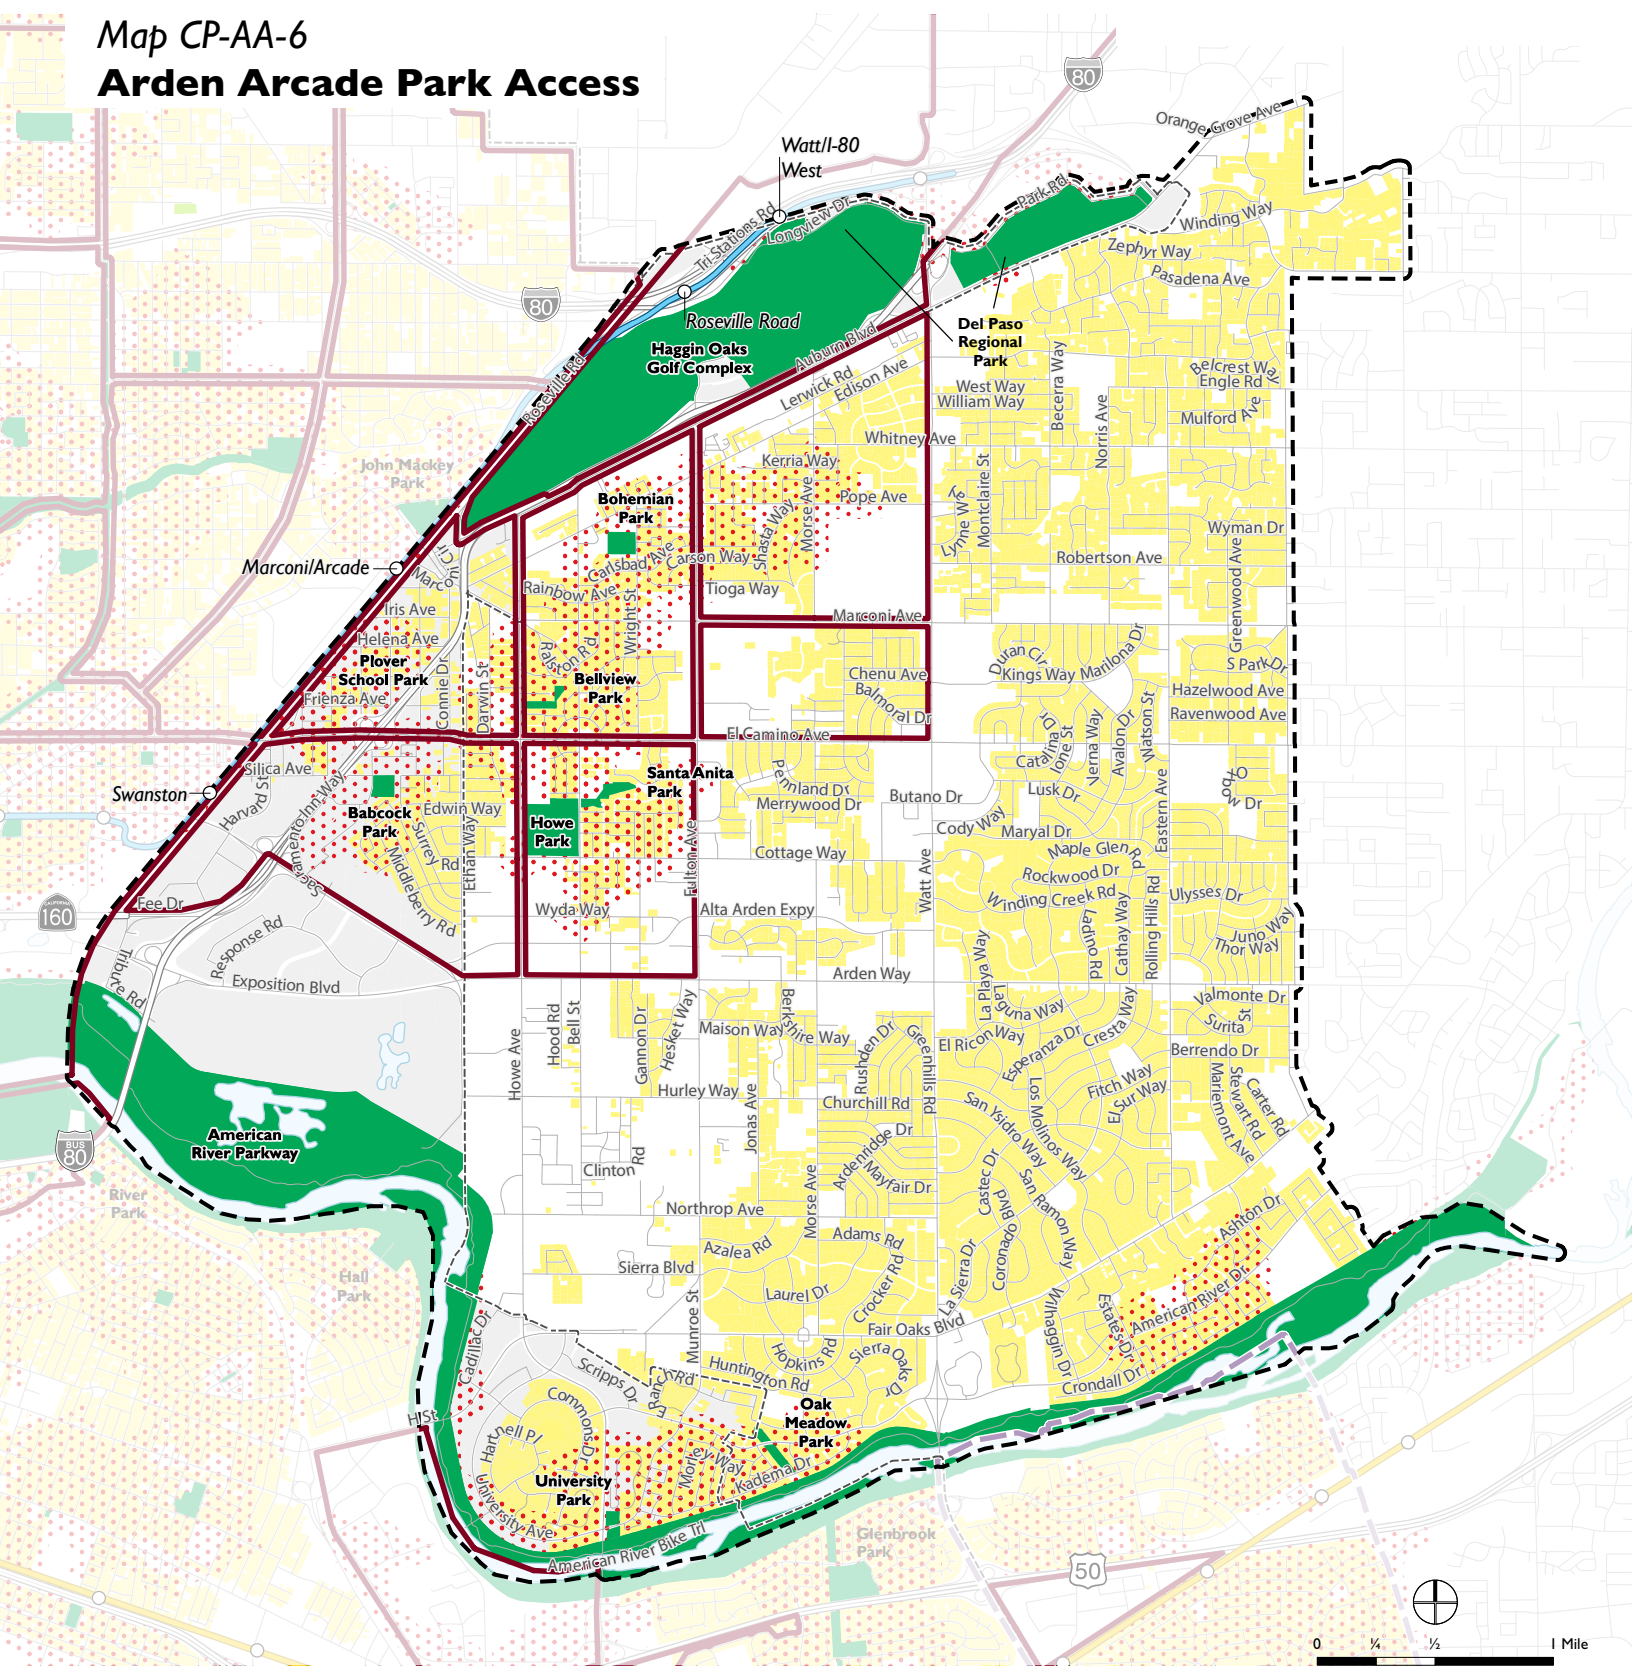 Map CP-AA-6
Arden Arcade Park Access
80
Orange Grove Ave
Watt/I-80
West
Park Rd
Tri Stations Rd
Longview Dr
Winding Way
Zephyr Way
Pasadena Ave
80
Roseville Road
Haggin Oaks
Golf Complex
Auburn Blvd
Del Paso
Regional
Park
Roseville Rd
Lerwick Rd
Edison Ave
West Way
William Way
Becerra Way
Norris Ave
Belcrest Way
Engle Rd
Mulford Ave
Whitney Ave
John Mackey
Park
Kerria Way
Bohemian
Park
Pope Ave
Morse Ave
Shasta Way
Lynne Way
Montclaire St
Wyman Dr
Greenwood Ave
Marconi/Arcade
Marconi Cir
Carlsbad Ave
Carson Way
Robertson Ave
Rainbow Ave
Tioga Way
Iris Ave
Wright St
Marconi Ave
Helena Ave
Plover
School Park
Ralston Rd
Duran Cir
Kings Way
Marilona Dr
S Park Dr
Frienza Ave
Connie Dr
Darwin St
Bellview
Park
Chenu Ave
Balmoral Dr
Hazelwood Ave
Ravenwood Ave
El Camino Ave
Catalina Dr
Ione St
Nerna Way
Avalon Dr
Watson St
Silica Ave
Swanston
Harvard St
Sacramento Inn Way
Santa Anita
Park
Pennland Dr
Merrywood Dr
Butano Dr
Lusk Dr
Eastern Ave
Babcock
Park
Edwin Way
Surrey Rd
Ethan Way
Howe
Park
Fulton Ave
Cody Way
Maryal Dr
Maple Glen Rd
Cottage Way
Watt Ave
Rockwood Dr
Winding Creek Rd
Ulysses Dr
Middleberry Rd
CALIFORNIA
160
Fee Dr
Wyda Way
Alta Arden Expy
Ladino Rd
Cathay Way
Rolling Hills Rd
Juno Way
Thor Way
Response Rd
Tribute Rd
Exposition Blvd
Arden Way
La Playa Way
Laguna Way
Valmonte Dr
Surita St
Howe Ave
Hood Rd
Bell St
Gannon Dr
Hesket Way
Maison Way
Berkshire Way
Rushden Dr
Greenhills Rd
El Ricon Way
Esperanza Dr
Cresta Way
Berrendo Dr
Hurley Way
Churchill Rd
Jonas Ave
Los Molinos Way
Fitch Way
El Sur Way
Mariemont Ave
Stewart Rd
Carter Rd
American
River Parkway
BUS
80
Clinton Rd
Ardenridge Dr
Mayfair Dr
Morse Ave
San Ysidro Way
San Ramon Way
Castec Dr
Coronado Blvd
River
Park
Northrop Ave
Azalea Rd
Adams Rd
Ashton Dr
Hall
Park
Sierra Blvd
Laurel Dr
Crocker Rd
La Sierra Dr
American River Dr
Estates Dr
Wilhaggin Dr
Cadillac Dr
Munroe St
Fair Oaks Blvd
Scripps Dr
E Ranch Rd
Huntington Rd
Hopkins Rd
Sierra Oaks Dr
Crondall Dr
H St
Commons Dr
Hartnell Pl
Oak
Meadow
Park
Morley Way
Kadema Dr
University
Park
University Ave
American River Bike Trl
Glenbrook
Park
50
0
¼
½
1 Mile